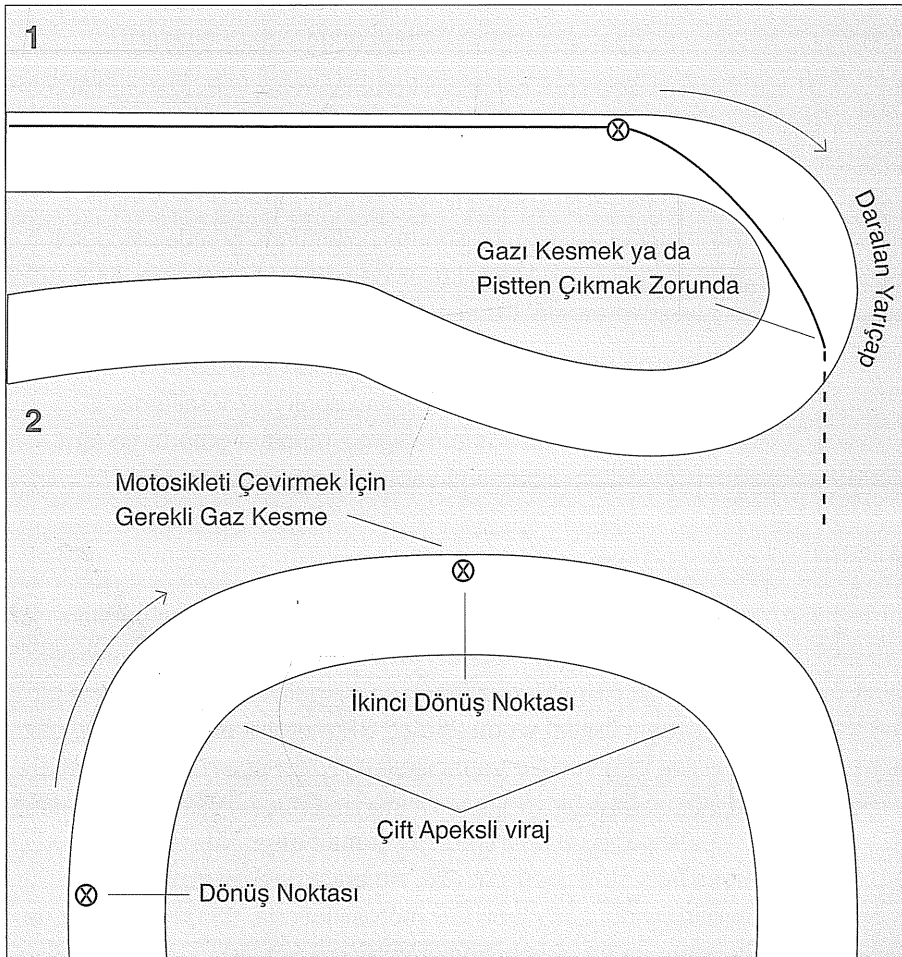 1
Gazı Kesmek ya da
Pistten Çıkmak Zorunda
Daralan Yarıçap
2
Motosikleti Çevirmek İçin
Gerekli Gaz Kesme
İkinci Dönüş Noktası
Çift Apeksli viraj
Dönüş Noktası